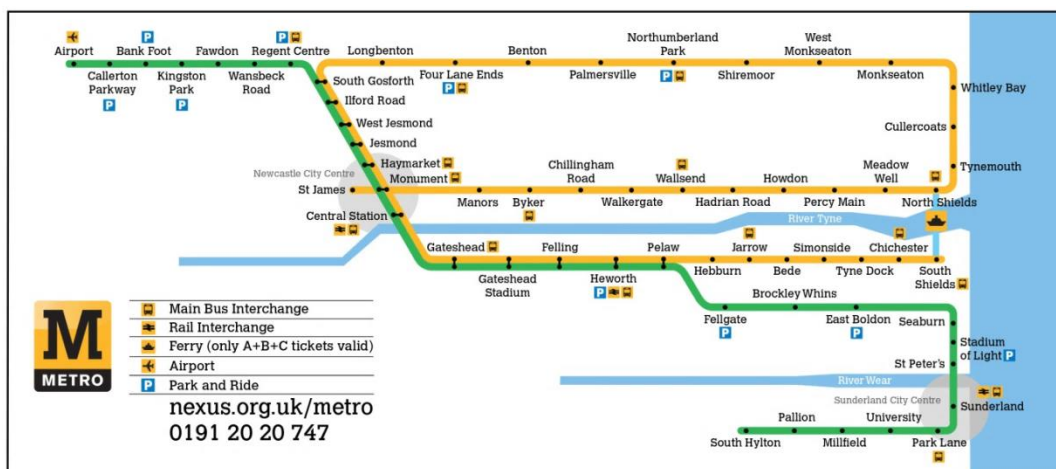 Airport
Bank Foot
Fawdon
Regent Centre
Callerton
Parkway
Kingston
Park
Wansbeck
Road
Longbenton
Benton
Northumberland
Park
West
Monkseaton
South Gosforth
Four Lane Ends
Palmersville
Shiremoor
Monkseaton
Ilford Road
West Jesmond
Jesmond
Haymarket
Monument
Whitley Bay
Cullercoats
Tynemouth
Newcastle City Centre
St James
Central Station
Manors
Byker
Chillingham
Road
Walkergate
Wallsend
Hadrian Road
Howdon
Percy Main
Meadow
Well
North Shields
River Tyne
Gateshead
Gateshead
Stadium
Felling
Heworth
Pelaw
Hebburn
Jarrow
Bede
Simonside
Tyne Dock
Chichester
South
Shields
Fellgate
Brockley Whins
East Boldon
Seaburn
Stadium
of Light
St Peter's
River Wear
Sunderland City Centre
Sunderland
Park Lane
University
Millfield
Pallion
South Hylton
M
METRO
Main Bus Interchange
Rail Interchange
Ferry (only A+B+C tickets valid)
Airport
P
Park and Ride
nexus.org.uk/metro
0191 20 20 747